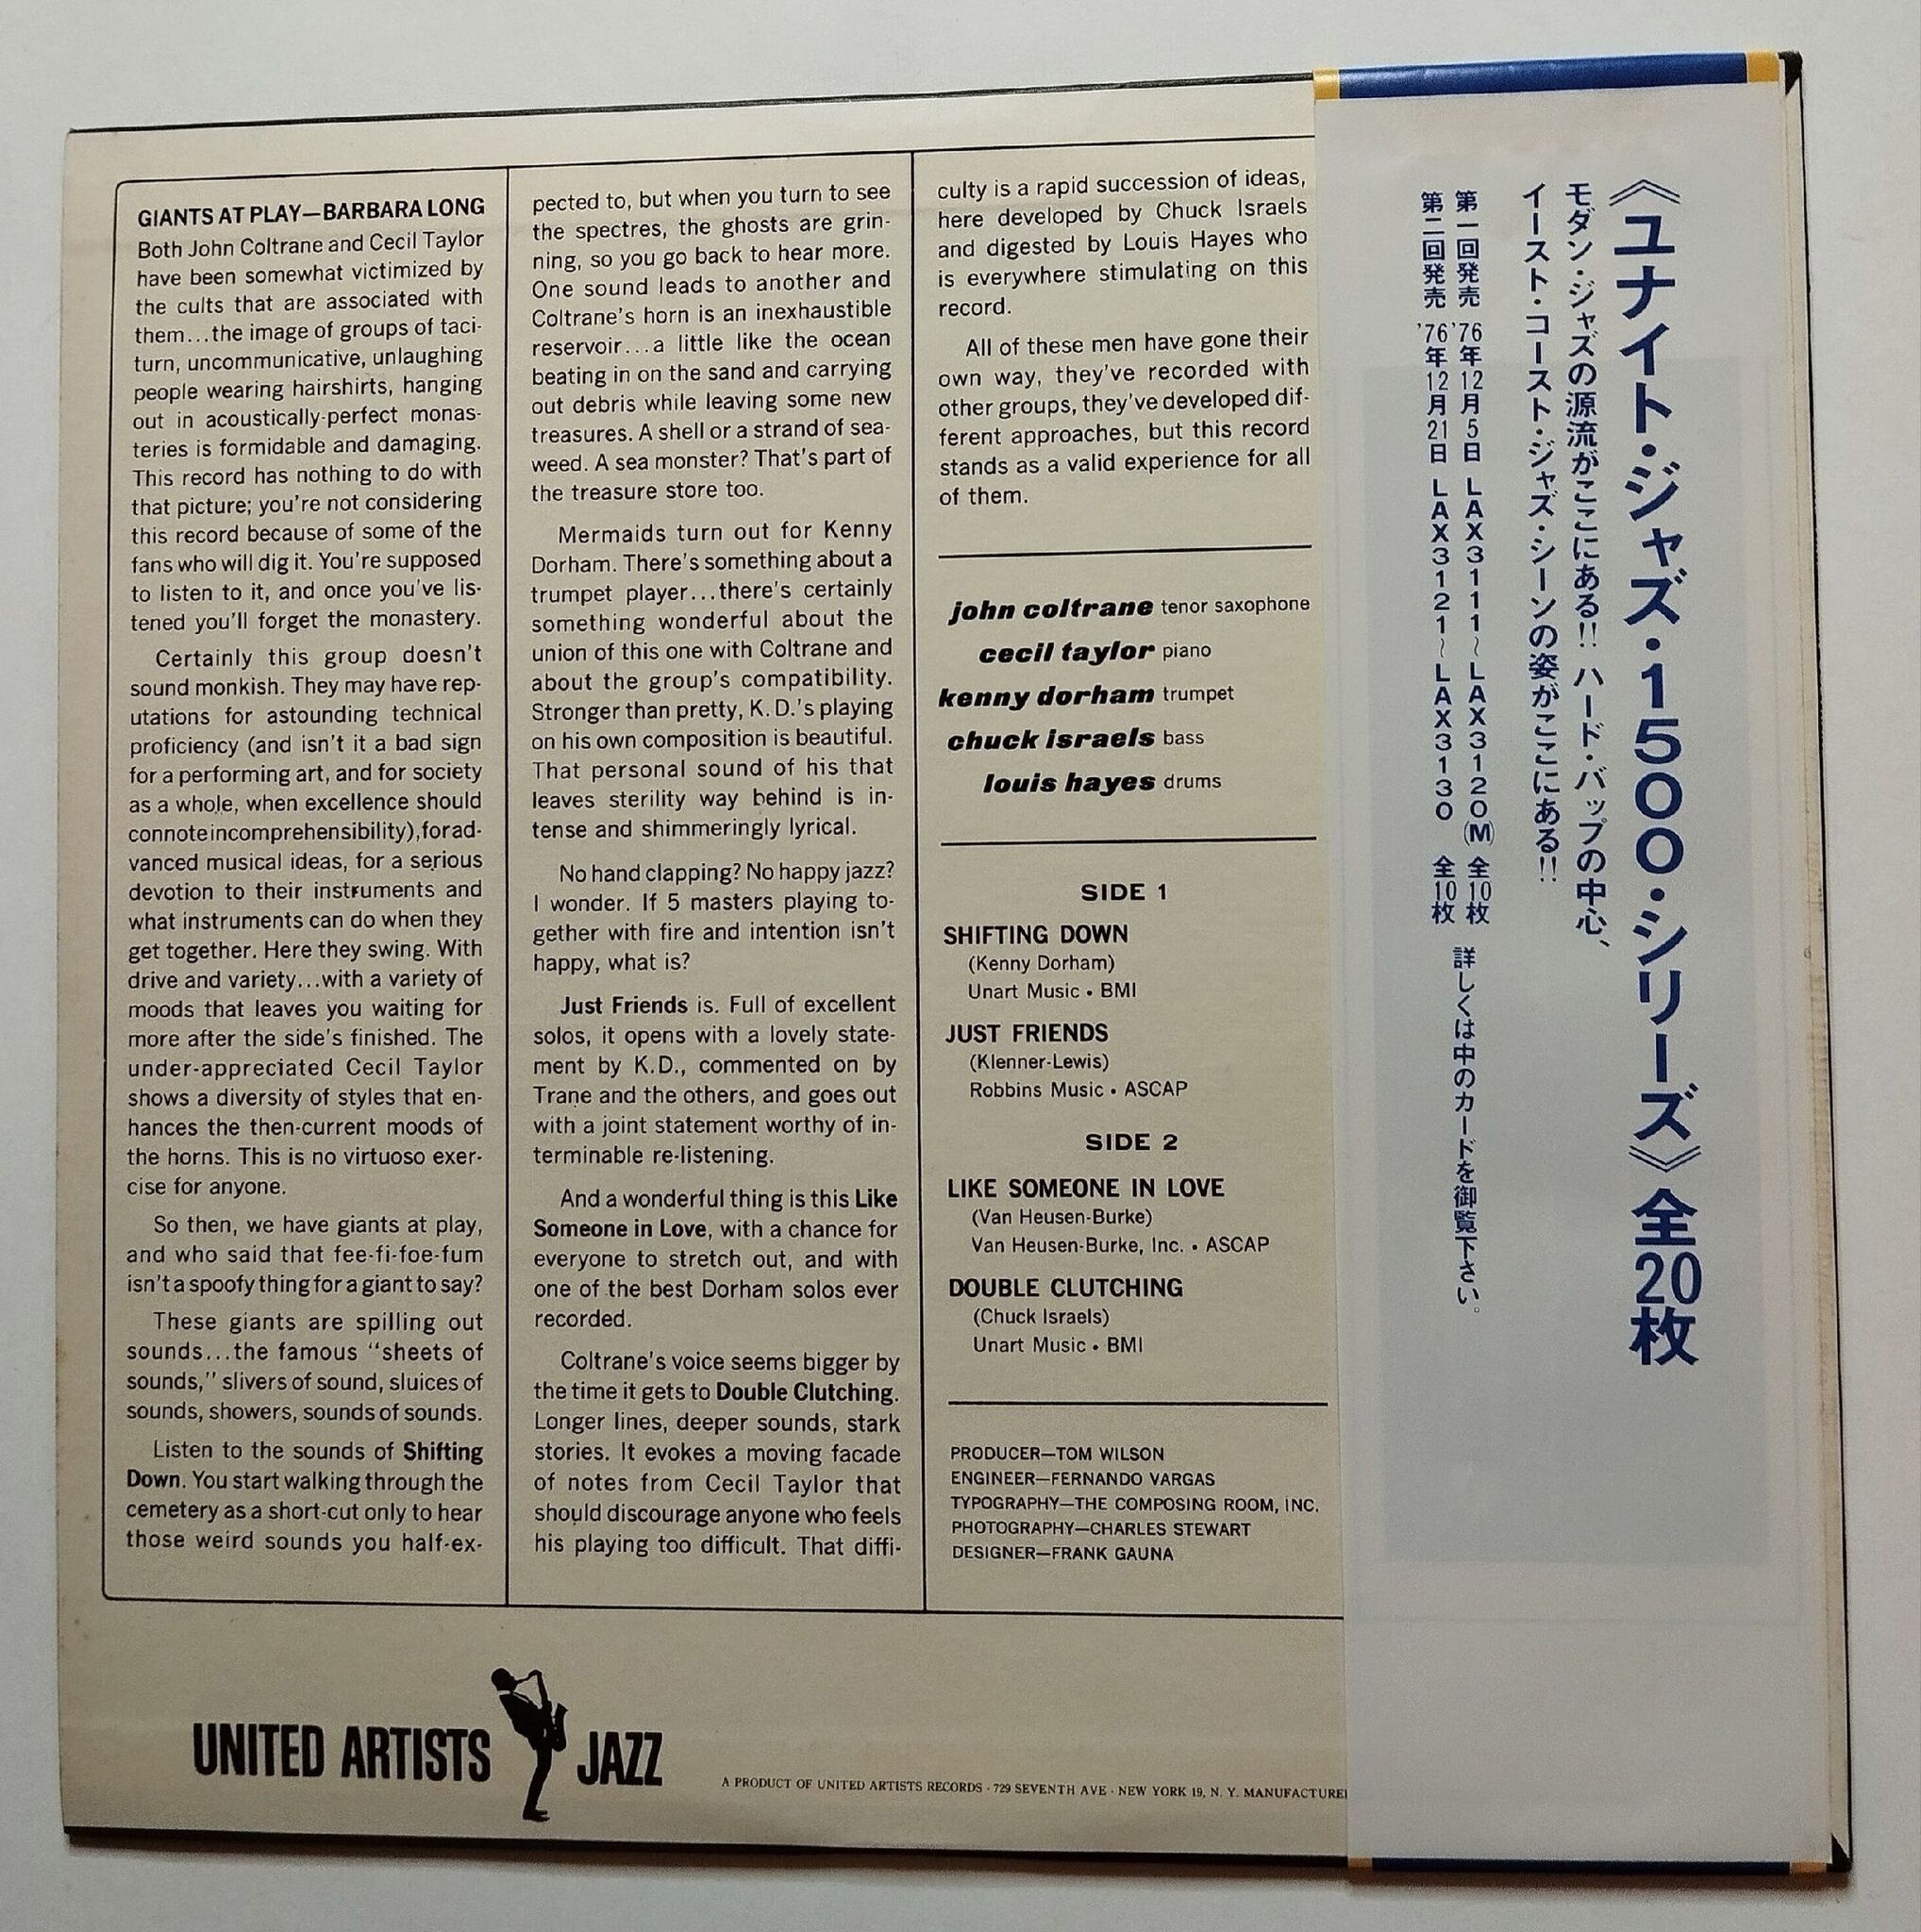 GIANTS AT PLAY—BARBARA LONG
Both John Coltrane and Cecil Taylor
have been somewhat victimized by
the cults that are associated with
them...the image of groups of taci-
turn, uncommunicative, unlaughing
people wearing hairshirts, hanging
out in acoustically-perfect monas-
teries is formidable and damaging.
This record has nothing to do with
that picture; you're not considering
this record because of some of the
fans who will dig it. You're supposed
to listen to it, and once you've lis-
tened you'll forget the monastery.
Certainly this group doesn't
sound monkish. They may have rep-
utations for astounding technical
proficiency (and isn't it a bad sign
for a performing art, and for society
as a whole, when excellence should
connote incomprehensibility), for ad-
vanced musical ideas, for a serious
devotion to their instruments and
what instruments can do when they
get together. Here they swing. With
drive and variety...with a variety of
moods that leaves you waiting for
more after the side's finished. The
under-appreciated Cecil Taylor
shows a diversity of styles that en-
hances the then-current moods of
the horns. This is no virtuoso exer-
cise for anyone.
So then, we have giants at play,
and who said that fee-fi-foe-fum
isn't a spoofy thing for a giant to say?
These giants are spilling out
sounds...the famous "sheets of
sounds," slivers of sound, sluices of
sounds, showers, sounds of sounds.
Listen to the sounds of Shifting
Down. You start walking through the
cemetery as a short-cut only to hear
those weird sounds you half-ex-
pected to, but when you turn to see
the spectres, the ghosts are grin-
ning, so you go back to hear more.
One sound leads to another and
Coltrane's horn is an inexhaustible
reservoir...a little like the ocean
beating in on the sand and carrying
out debris while leaving some new
treasures. A shell or a strand of sea-
weed. A sea monster? That's part of
the treasure store too.
Mermaids turn out for Kenny
Dorham. There's something about a
trumpet player...there's certainly
something wonderful about the
union of this one with Coltrane and
about the group's compatibility.
Stronger than pretty, K. D.'s playing
on his own composition is beautiful.
That personal sound of his that
leaves sterility way behind is in-
tense and shimmeringly lyrical.
No hand clapping? No happy jazz?
I wonder. If 5 masters playing to-
gether with fire and intention isn't
happy, what is?
Just Friends is. Full of excellent
solos, it opens with a lovely state-
ment by K.D., commented on by
Trane and the others, and goes out
with a joint statement worthy of in-
terminable re-listening.
And a wonderful thing is this Like
Someone in Love, with a chance for
everyone to stretch out, and with
one of the best Dorham solos ever
recorded.
Coltrane's voice seems bigger by
the time it gets to Double Clutching.
Longer lines, deeper sounds, stark
stories. It evokes a moving facade
of notes from Cecil Taylor that
should discourage anyone who feels
his playing too difficult. That diffi-
culty is a rapid succession of ideas,
here developed by Chuck Israels
and digested by Louis Hayes who
is everywhere stimulating on this
record.
All of these men have gone their
own way, they've recorded with
other groups, they've developed dif-
ferent approaches, but this record
stands as a valid experience for all
of them.
john coltrane tenor saxophone
cecil taylor piano
kenny dorham trumpet
chuck israels bass
louis hayes drums
SIDE 1
SHIFTING DOWN
(Kenny Dorham)
Unart Music • BMI
JUST FRIENDS
(Klenner-Lewis)
Robbins Music • ASCAP
SIDE 2
LIKE SOMEONE IN LOVE
(Van Heusen-Burke)
Van Heusen-Burke, Inc. • ASCAP
DOUBLE CLUTCHING
(Chuck Israels)
Unart Music • BMI
PRODUCER—TOM WILSON
ENGINEER—FERNANDO VARGAS
TYPOGRAPHY—THE COMPOSING ROOM, INC.
PHOTOGRAPHY—CHARLES STEWART
DESIGNER—FRANK GAUNA
UNITED ARTISTS JAZZ
A PRODUCT OF UNITED ARTISTS RECORDS · 729 SEVENTH AVE · NEW YORK 19, N. Y. MANUFACTURE
《ユナイト・ジャズ・1500・シリーズ》全20枚
モダン・ジャズの源流がここにある!! ハード・バップの中心、
イースト・コースト・ジャズ・シーンの姿がここにある!!
第一回発売 '76年12月5日 LAX3111~LAX3120(M) 全10枚
第二回発売 '76年12月21日 LAX3121~LAX3130 全10枚
詳しくは中のカードを御覧下さい。